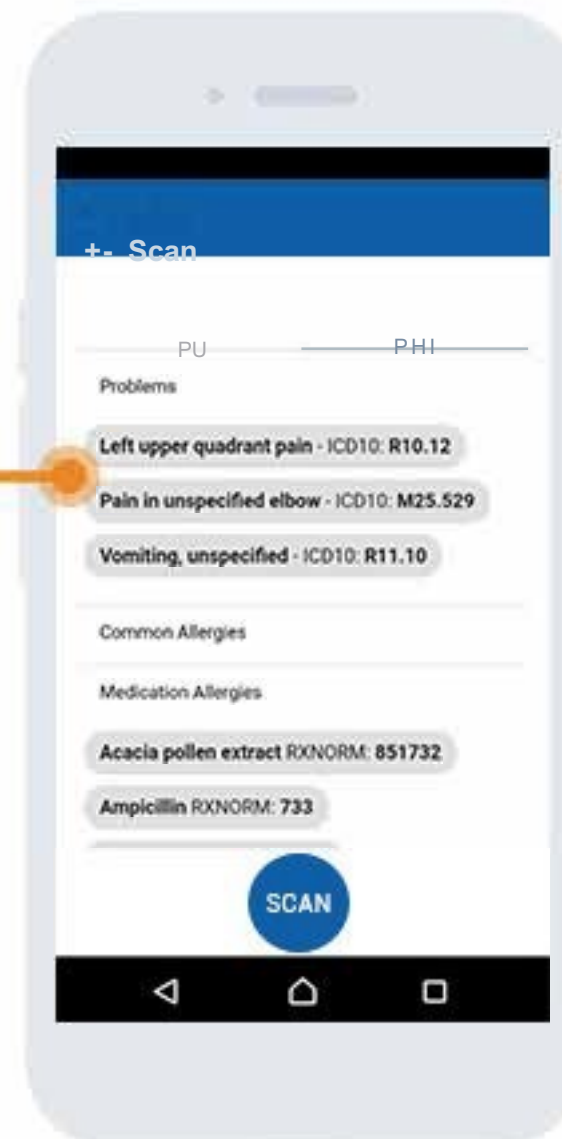 +- Scan
PU PHI
Problems
Left upper quadrant pain - ICD10: R10.12
Pain in unspecified elbow - ICD10: M25.529
Vomiting, unspecified - ICD10: R11.10
Common Allergies
Medication Allergies
Acacia pollen extract RXNORM: 851732
Ampicillin RXNORM: 733
SCAN